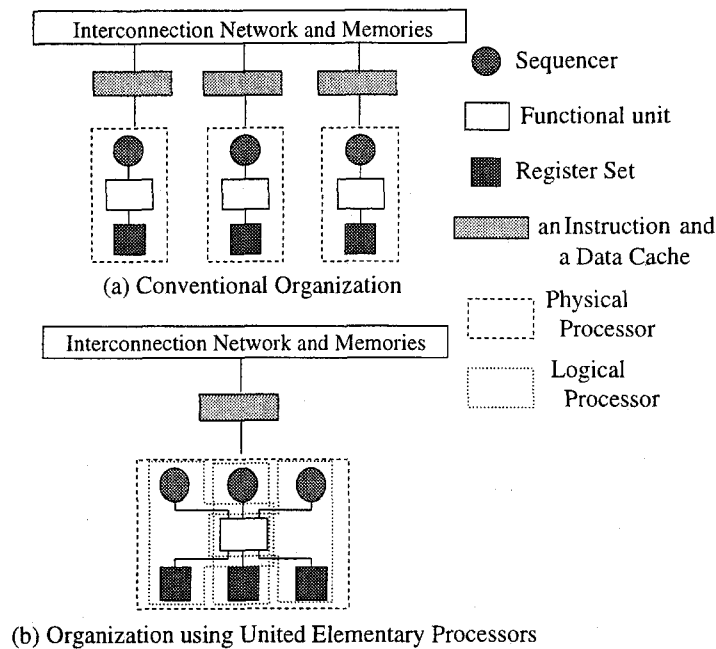 Interconnection Network and Memories
Sequencer
Functional unit
Register Set
an Instruction and
a Data Cache
(a) Conventional Organization
Physical
Processor
Interconnection Network and Memories
Logical
Processor
(b) Organization using United Elementary Processors